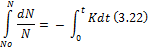 ∫_{No}^{N} dN/N = − ∫_{0}^{t} Kdt (3.22)